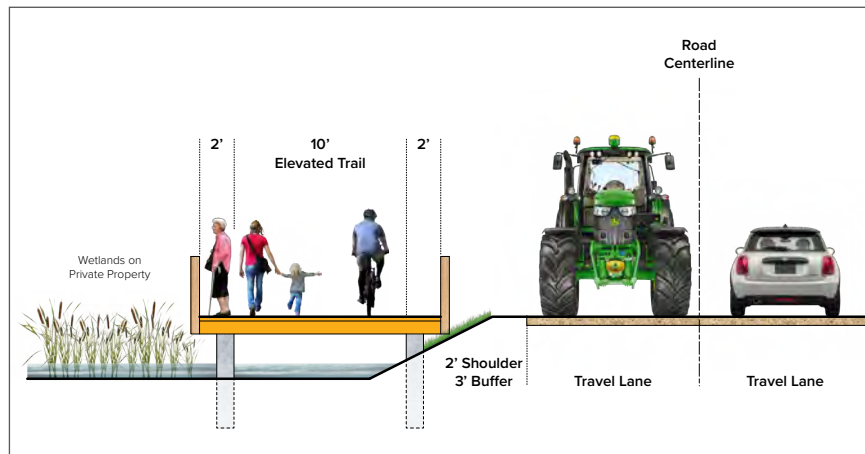 Road
Centerline
2’
10’
2’
Elevated Trail
Wetlands on
Private Property
2’ Shoulder
3’ Buffer
Travel Lane
Travel Lane